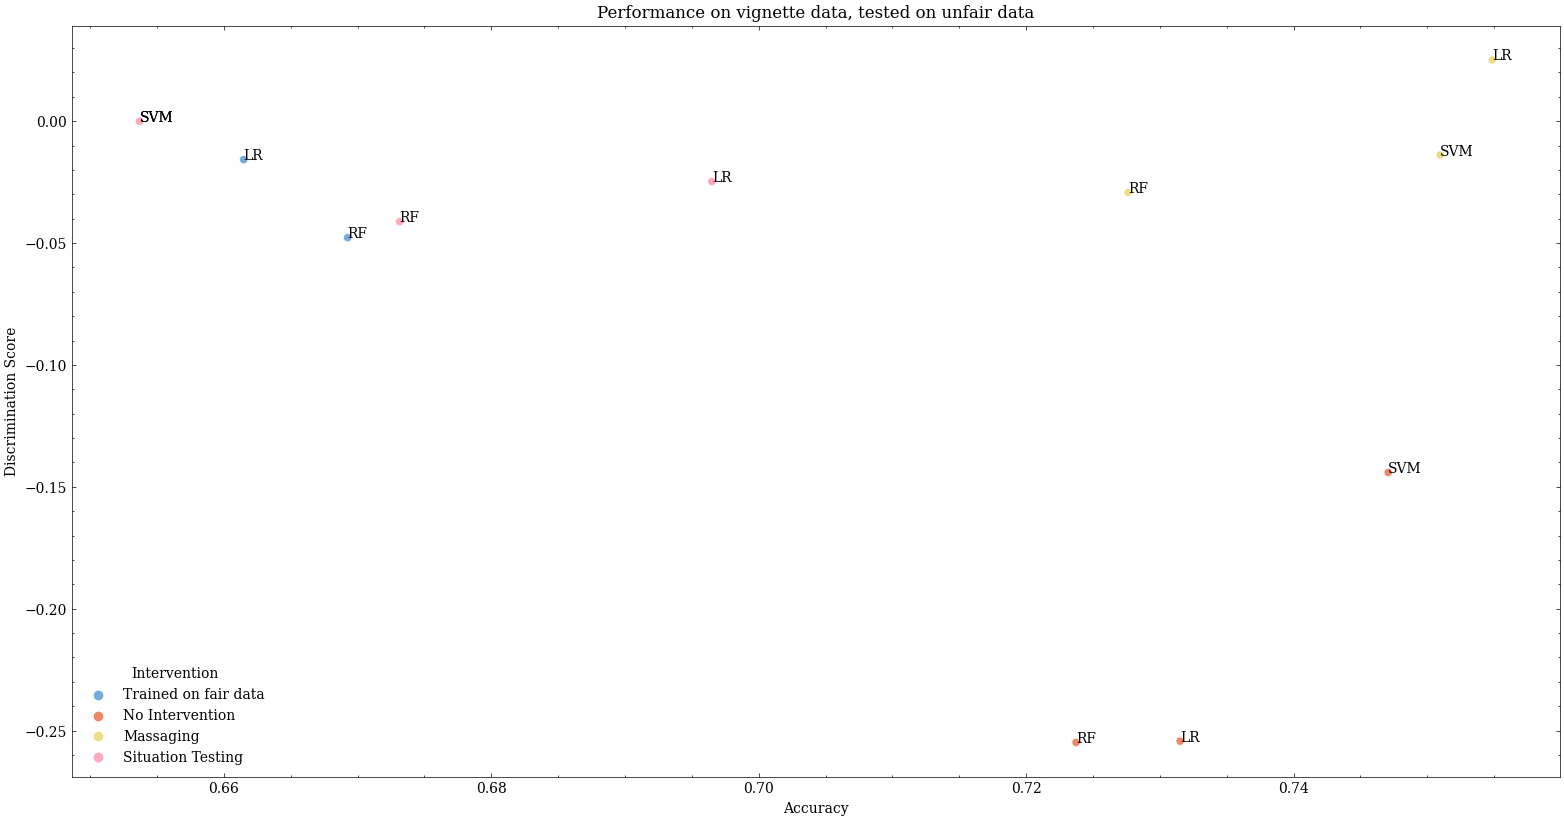 Performance on vignette data, tested on unfair data
LR
0.00
SVM
LR
SVM
LR
RF
RF
−0.05
RF
Discrimination Score
−0.10
−0.15
SVM
−0.20
−0.25
RF
LR
Intervention
Trained on fair data
No Intervention
Massaging
Situation Testing
0.66
0.68
0.70
0.72
0.74
Accuracy